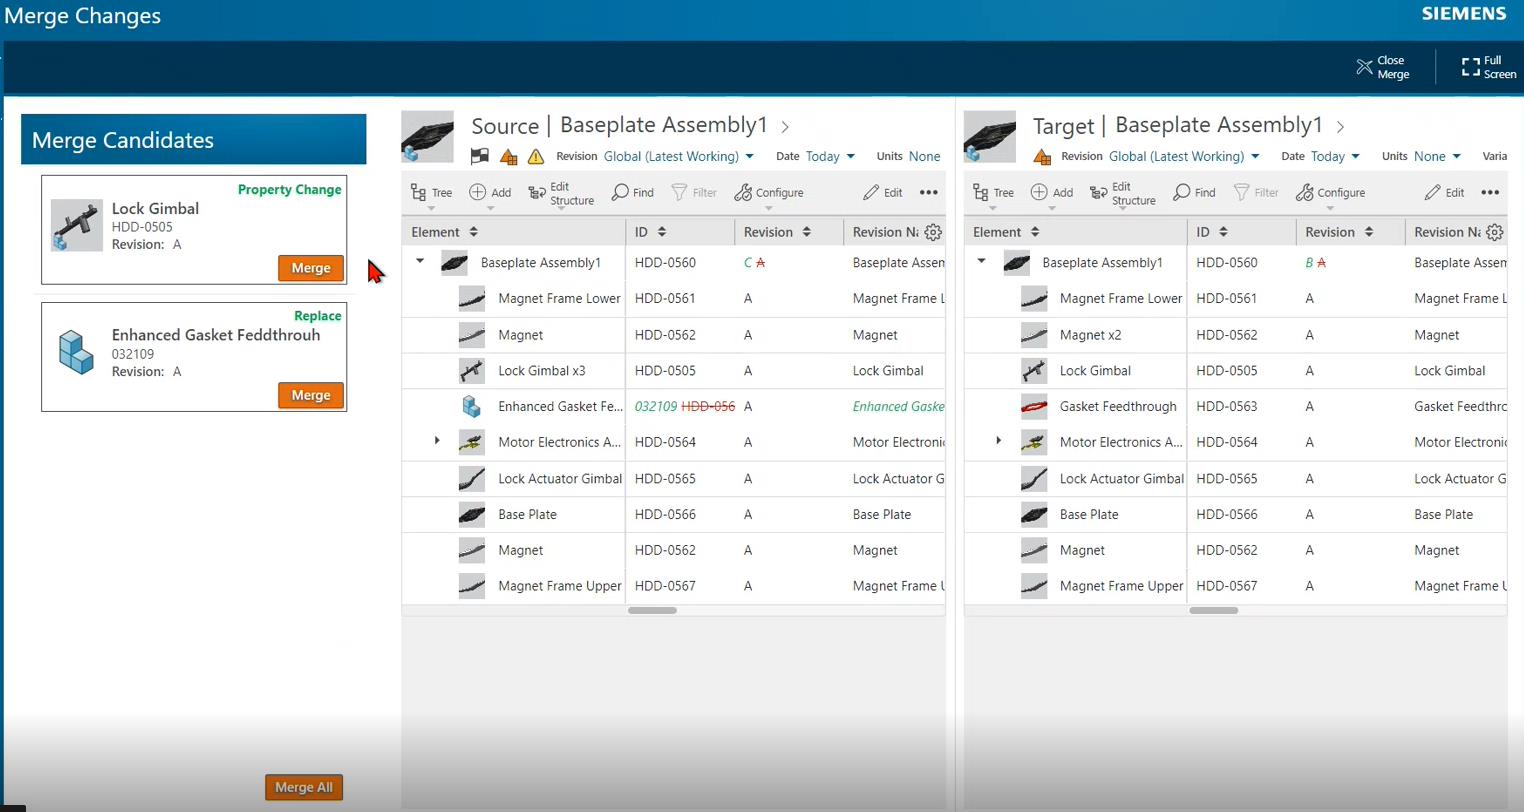 Merge Changes
SIEMENS
Close Merge
Full Screen
Merge Candidates
Property Change
Lock Gimbal
HDD-0505
Revision: A
Merge
Replace
Enhanced Gasket Feddthrouh
032109
Revision: A
Merge
Merge All
Source | Baseplate Assembly1
Revision Global (Latest Working) Date Today Units None
Tree Add Edit Structure Find Filter Configure Edit
Element ID Revision Revision Na
Baseplate Assembly1 HDD-0560 C A Baseplate Assem
Magnet Frame Lower HDD-0561 A Magnet Frame L
Magnet HDD-0562 A Magnet
Lock Gimbal x3 HDD-0505 A Lock Gimbal
Enhanced Gasket Fe... 032109 HDD-056 A Enhanced Gaske
Motor Electronics A... HDD-0564 A Motor Electronic
Lock Actuator Gimbal HDD-0565 A Lock Actuator G
Base Plate HDD-0566 A Base Plate
Magnet HDD-0562 A Magnet
Magnet Frame Upper HDD-0567 A Magnet Frame U
Target | Baseplate Assembly1
Revision Global (Latest Working) Date Today Units None Varia
Tree Add Edit Structure Find Filter Configure Edit
Element ID Revision Revision Na
Baseplate Assembly1 HDD-0560 B A Baseplate Assem
Magnet Frame Lower HDD-0561 A Magnet Frame L
Magnet x2 HDD-0562 A Magnet
Lock Gimbal HDD-0505 A Lock Gimbal
Gasket Feedthrough HDD-0563 A Gasket Feedthro
Motor Electronics A... HDD-0564 A Motor Electronic
Lock Actuator Gimbal HDD-0565 A Lock Actuator G
Base Plate HDD-0566 A Base Plate
Magnet HDD-0562 A Magnet
Magnet Frame Upper HDD-0567 A Magnet Frame U